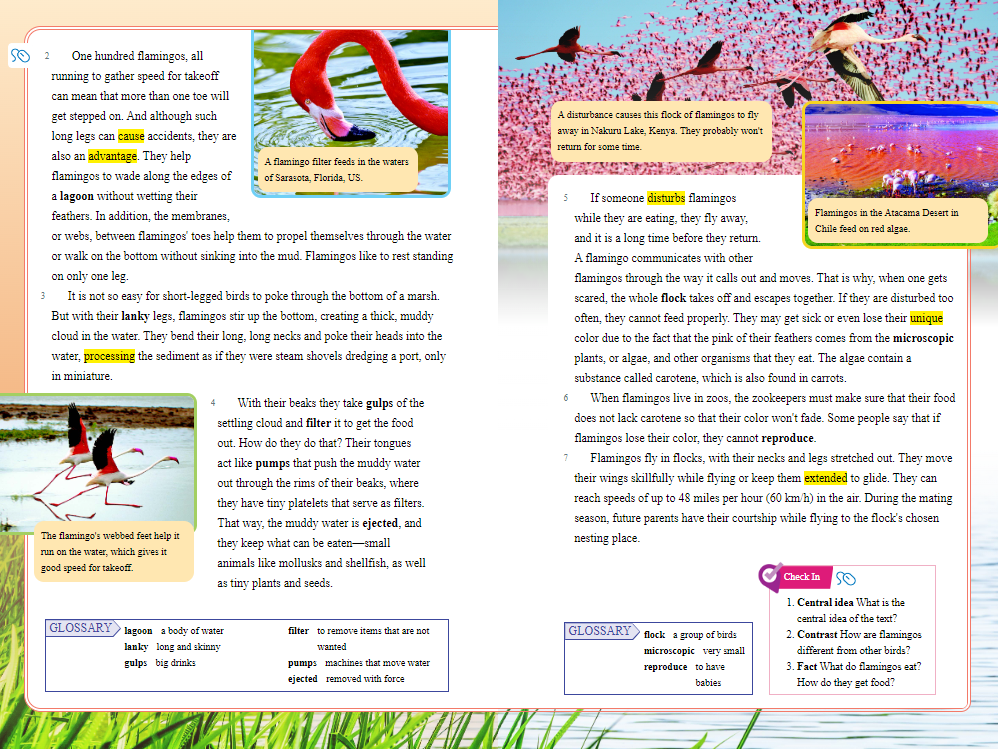 2 One hundred flamingos, all
running to gather speed for takeoff
can mean that more than one toe will
get stepped on. And although such
long legs can cause accidents, they are
also an advantage. They help
flamingos to wade along the edges of
a lagoon without wetting their
feathers. In addition, the membranes,
or webs, between flamingos' toes help them to propel themselves through the water
or walk on the bottom without sinking into the mud. Flamingos like to rest standing
on only one leg.
A flamingo filter feeds in the waters
of Sarasota, Florida, US.
3 It is not so easy for short-legged birds to poke through the bottom of a marsh.
But with their lanky legs, flamingos stir up the bottom, creating a thick, muddy
cloud in the water. They bend their long, long necks and poke their heads into the
water, processing the sediment as if they were steam shovels dredging a port, only
in miniature.
4 With their beaks they take gulps of the
settling cloud and filter it to get the food
out. How do they do that? Their tongues
act like pumps that push the muddy water
out through the rims of their beaks, where
they have tiny platelets that serve as filters.
That way, the muddy water is ejected, and
they keep what can be eaten—small
animals like mollusks and shellfish, as well
as tiny plants and seeds.
The flamingo's webbed feet help it
run on the water, which gives it
good speed for takeoff.
GLOSSARY
lagoon a body of water
lanky long and skinny
gulps big drinks
filter to remove items that are not
wanted
pumps machines that move water
ejected removed with force
A disturbance causes this flock of flamingos to fly
away in Nakuru Lake, Kenya. They probably won't
return for some time.
Flamingos in the Atacama Desert in
Chile feed on red algae.
5 If someone disturbs flamingos
while they are eating, they fly away,
and it is a long time before they return.
A flamingo communicates with other
flamingos through the way it calls out and moves. That is why, when one gets
scared, the whole flock takes off and escapes together. If they are disturbed too
often, they cannot feed properly. They may get sick or even lose their unique
color due to the fact that the pink of their feathers comes from the microscopic
plants, or algae, and other organisms that they eat. The algae contain a
substance called carotene, which is also found in carrots.
6 When flamingos live in zoos, the zookeepers must make sure that their food
does not lack carotene so that their color won't fade. Some people say that if
flamingos lose their color, they cannot reproduce.
7 Flamingos fly in flocks, with their necks and legs stretched out. They move
their wings skillfully while flying or keep them extended to glide. They can
reach speeds of up to 48 miles per hour (60 km/h) in the air. During the mating
season, future parents have their courtship while flying to the flock's chosen
nesting place.
GLOSSARY
flock a group of birds
microscopic very small
reproduce to have
babies
Check In
1. Central idea What is the
central idea of the text?
2. Contrast How are flamingos
different from other birds?
3. Fact What do flamingos eat?
How do they get food?